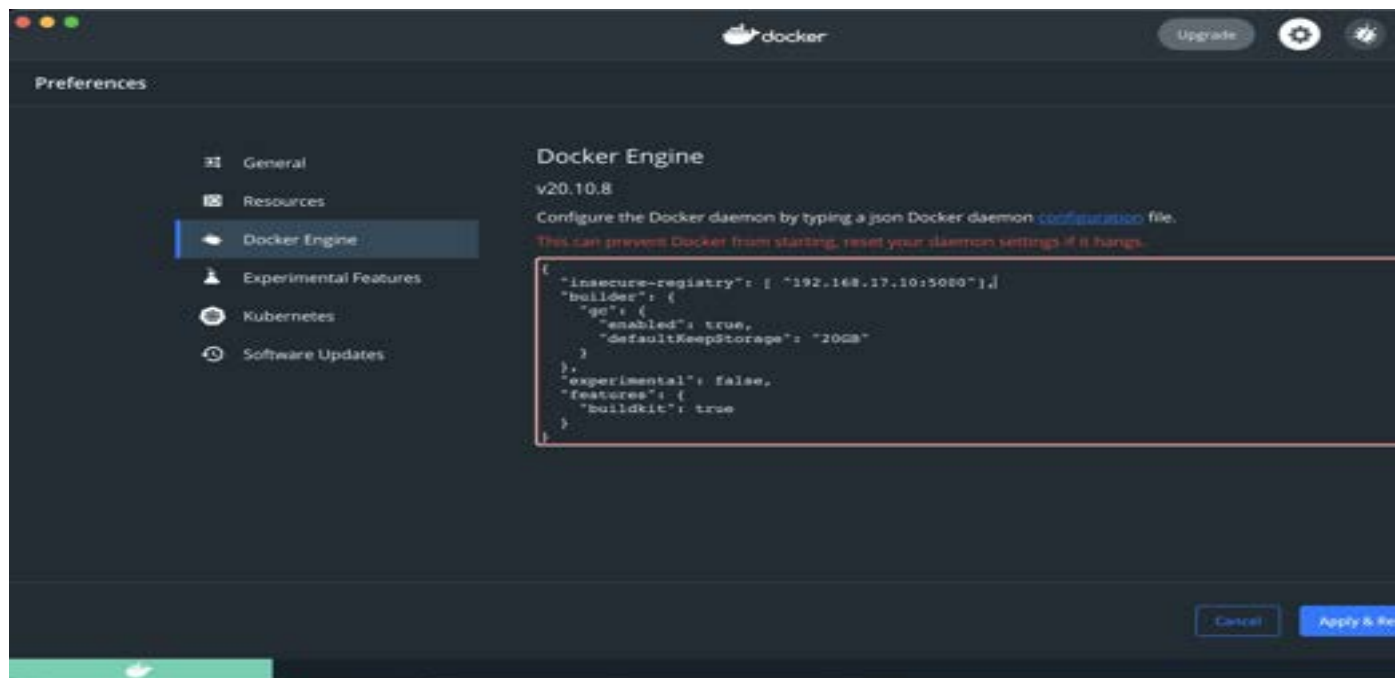 docker
Upgrade
Preferences
General
Resources
Docker Engine
Experimental Features
Kubernetes
Software Updates
Docker Engine
v20.10.8
Configure the Docker daemon by typing a json Docker daemon configuration file.
This can prevent Docker from starting, reset your daemon settings if it hangs.
{
"insecure-registry": [ "192.168.17.10:5000"],
"builder": {
"gc": {
"enabled": true,
"defaultKeepStorage": "20GB"
}
},
"experimental": false,
"features": {
"buildkit": true
}
}
Cancel
Apply & Re